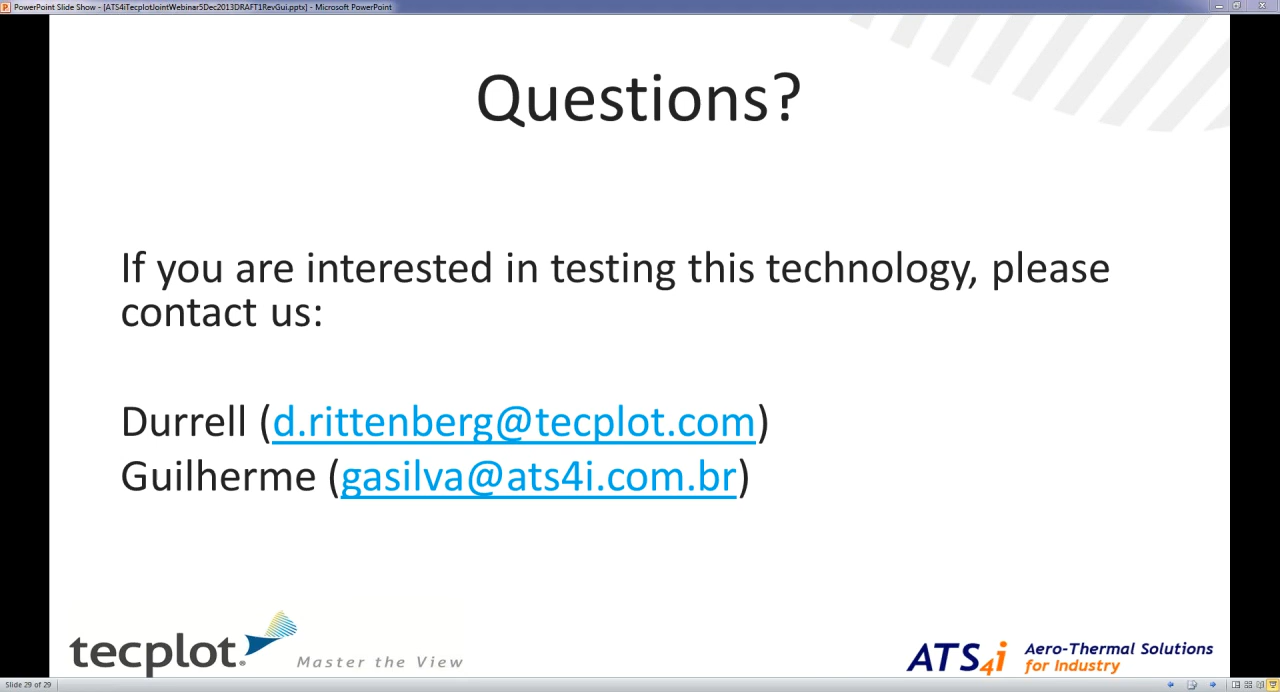 PowerPoint Slide Show - [ATS4iTecplotJointWebinar5Dec2013DRAFT1RevGui.pptx] - Microsoft PowerPoint
Questions?
If you are interested in testing this technology, please
contact us:
Durrell (d.rittenberg@tecplot.com)
Guilherme (gasilva@ats4i.com.br)
tecplot® Master the View
ATS4i Aero-Thermal Solutions
for Industry
Slide 29 of 29